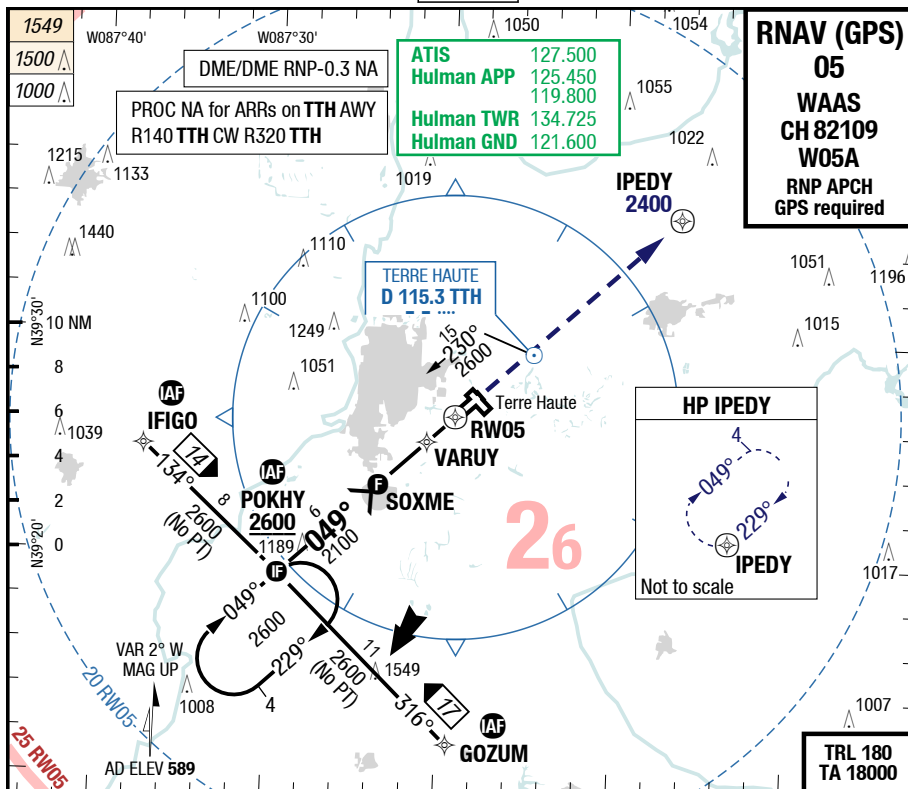 1549
1500
1000
W087°40'
W087°30'
1050
1054
DME/DME RNP-0.3 NA
PROC NA for ARRs on TTH AWY
R140 TTH CW R320 TTH
ATIS 127.500
Hulman APP 125.450
119.800
Hulman TWR 134.725
Hulman GND 121.600
RNAV (GPS)
05
WAAS
CH 82109
W05A
RNP APCH
GPS required
1055
1022
1215
1133
1019
IPEDY
2400
1440
1110
TERRE HAUTE
D 115.3 TTH
1051
1196
1100
1249
1015
N39°30'
10 NM
8
6
4
2
0
N39°20'
15
230°
2600
1051
IAF
IFIGO
1039
Terre Haute
RW05
VARUY
HP IPEDY
4
049°
229°
IPEDY
Not to scale
14
134°
8
2600
(No PT)
IAF
POKHY
2600
1189
6
049°
2100
F
SOXME
26
IF
1017
049°
2600
229°
4
11
1549
2600
(No PT)
316°
17
IAF
GOZUM
VAR 2° W
MAG UP
1008
20 RW05
25 RW05
AD ELEV 589
1007
TRL 180
TA 18000